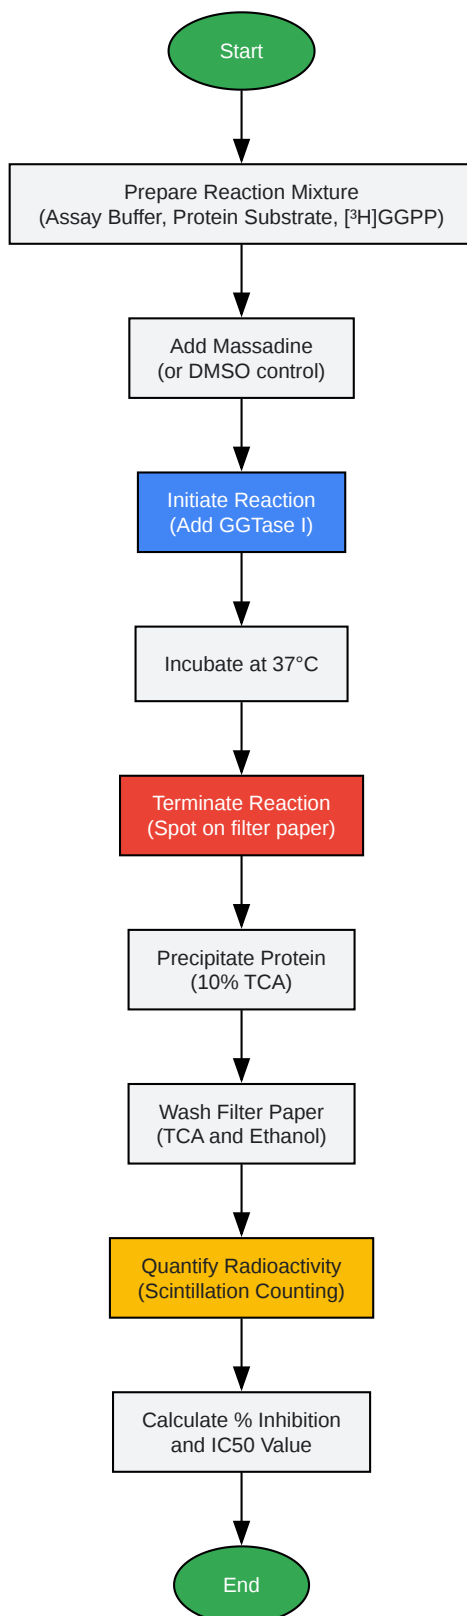 Start
Prepare Reaction Mixture
(Assay Buffer, Protein Substrate, [³H]GGPP)
Add Massadine
(or DMSO control)
Initiate Reaction
(Add GGTase I)
Incubate at 37°C
Terminate Reaction
(Spot on filter paper)
Precipitate Protein
(10% TCA)
Wash Filter Paper
(TCA and Ethanol)
Quantify Radioactivity
(Scintillation Counting)
Calculate % Inhibition
and IC50 Value
End